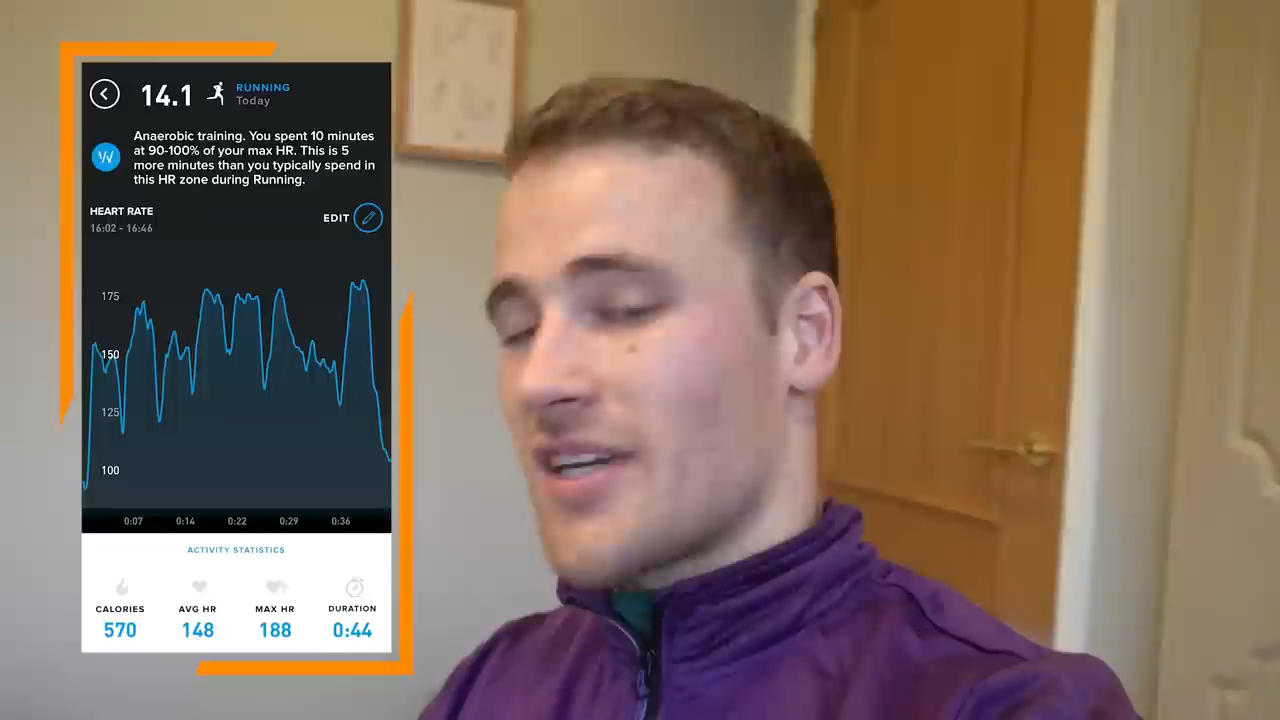 14.1
RUNNING
Today
W
Anaerobic training. You spent 10 minutes
at 90-100% of your max HR. This is 5
more minutes than you typically spend in
this HR zone during Running.
HEART RATE
16:02 - 16:46
EDIT
175
150
125
100
0:07 0:14 0:22 0:29 0:36
ACTIVITY STATISTICS
CALORIES AVG HR MAX HR DURATION
570 148 188 0:44